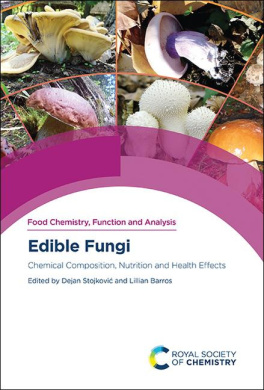 Food Chemistry, Function and Analysis
Edible Fungi
Chemical Composition, Nutrition and Health Effects
Edited by Dejan Stojković and Lillian Barros
ROYAL SOCIETY
OF CHEMISTRY